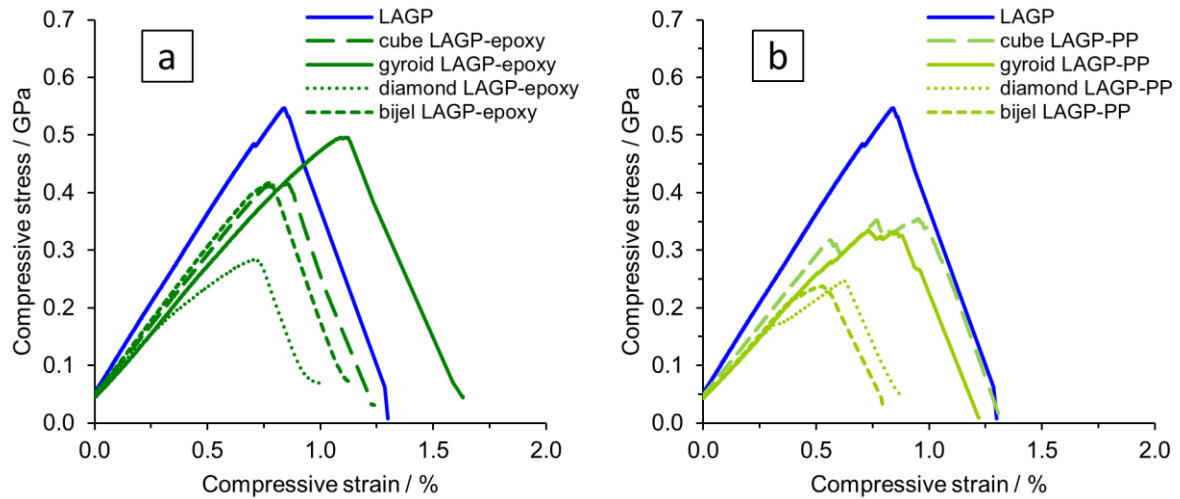 a
LAGP
cube LAGP-epoxy
gyroid LAGP-epoxy
diamond LAGP-epoxy
bijel LAGP-epoxy
Compressive stress / GPa
0.7
0.6
0.5
0.4
0.3
0.2
0.1
0.0
0.0 0.5 1.0 1.5 2.0
Compressive strain / %
b
LAGP
cube LAGP-PP
gyroid LAGP-PP
diamond LAGP-PP
bijel LAGP-PP
Compressive stress / GPa
0.7
0.6
0.5
0.4
0.3
0.2
0.1
0.0
0.0 0.5 1.0 1.5 2.0
Compressive strain / %